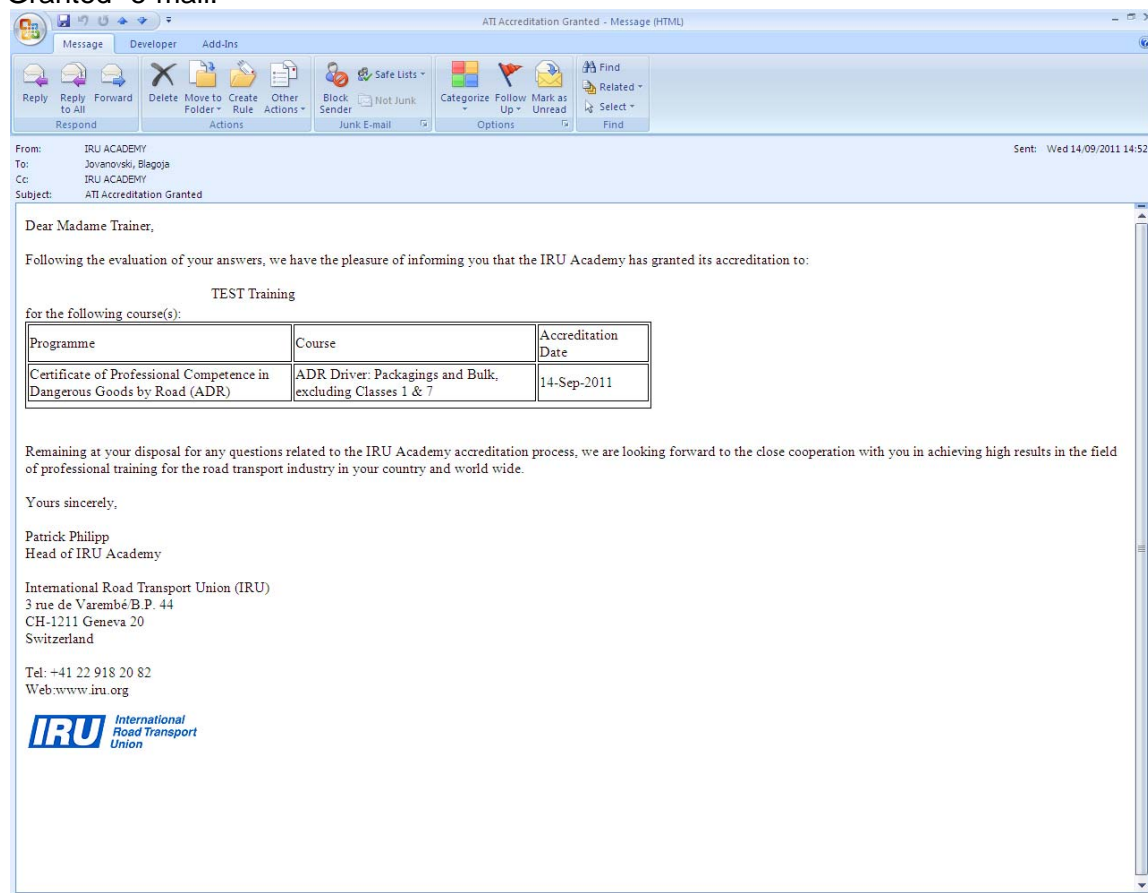 Granted" e-mail.
ATI Accreditation Granted - Message (HTML)
Message Developer Add-Ins
Reply
Reply to All
Forward
Respond
Delete
Move to Folder
Create Rule
Other Actions
Actions
Block Sender
Safe Lists
Not Junk
Junk E-mail
Categorize
Follow Up
Mark as Unread
Options
Find
Related
Select
Find
From: IRU ACADEMY
Sent: Wed 14/09/2011 14:52
To: Jovanovski, Blagoja
Cc: IRU ACADEMY
Subject: ATI Accreditation Granted
Dear Madame Trainer,
Following the evaluation of your answers, we have the pleasure of informing you that the IRU Academy has granted its accreditation to:
TEST Training
for the following course(s):
Programme
Course
Accreditation
Date
Certificate of Professional Competence in
Dangerous Goods by Road (ADR)
ADR Driver: Packagings and Bulk,
excluding Classes 1 & 7
14-Sep-2011
Remaining at your disposal for any questions related to the IRU Academy accreditation process, we are looking forward to the close cooperation with you in achieving high results in the field
of professional training for the road transport industry in your country and world wide.
Yours sincerely,
Patrick Philipp
Head of IRU Academy
International Road Transport Union (IRU)
3 rue de Varembé/B.P. 44
CH-1211 Geneva 20
Switzerland
Tel: +41 22 918 20 82
Web:www.iru.org
IRU
International
Road Transport
Union